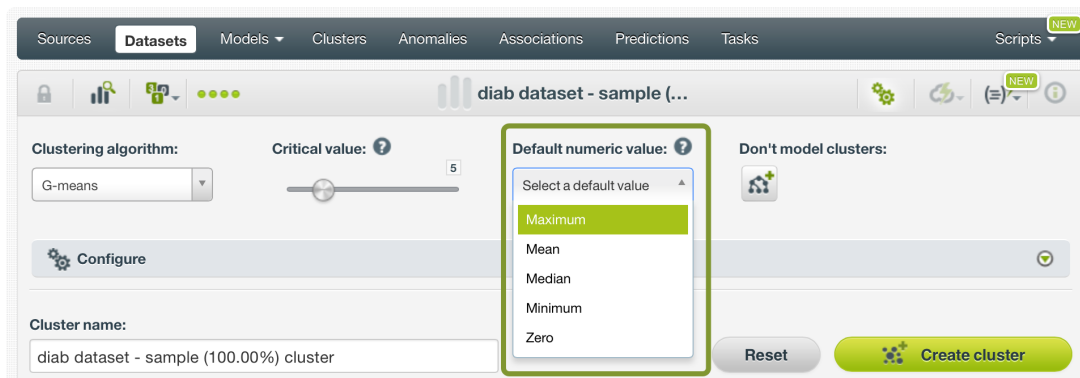 Sources Datasets Models Clusters Anomalies Associations Predictions Tasks Scripts NEW
diab dataset - sample (... (=) NEW
Clustering algorithm: Critical value: ? Default numeric value: ? Don't model clusters:
5
G-means Select a default value
Maximum
Mean
Configure
Median
Minimum
Cluster name:
Zero
diab dataset - sample (100.00%) cluster Reset Create cluster